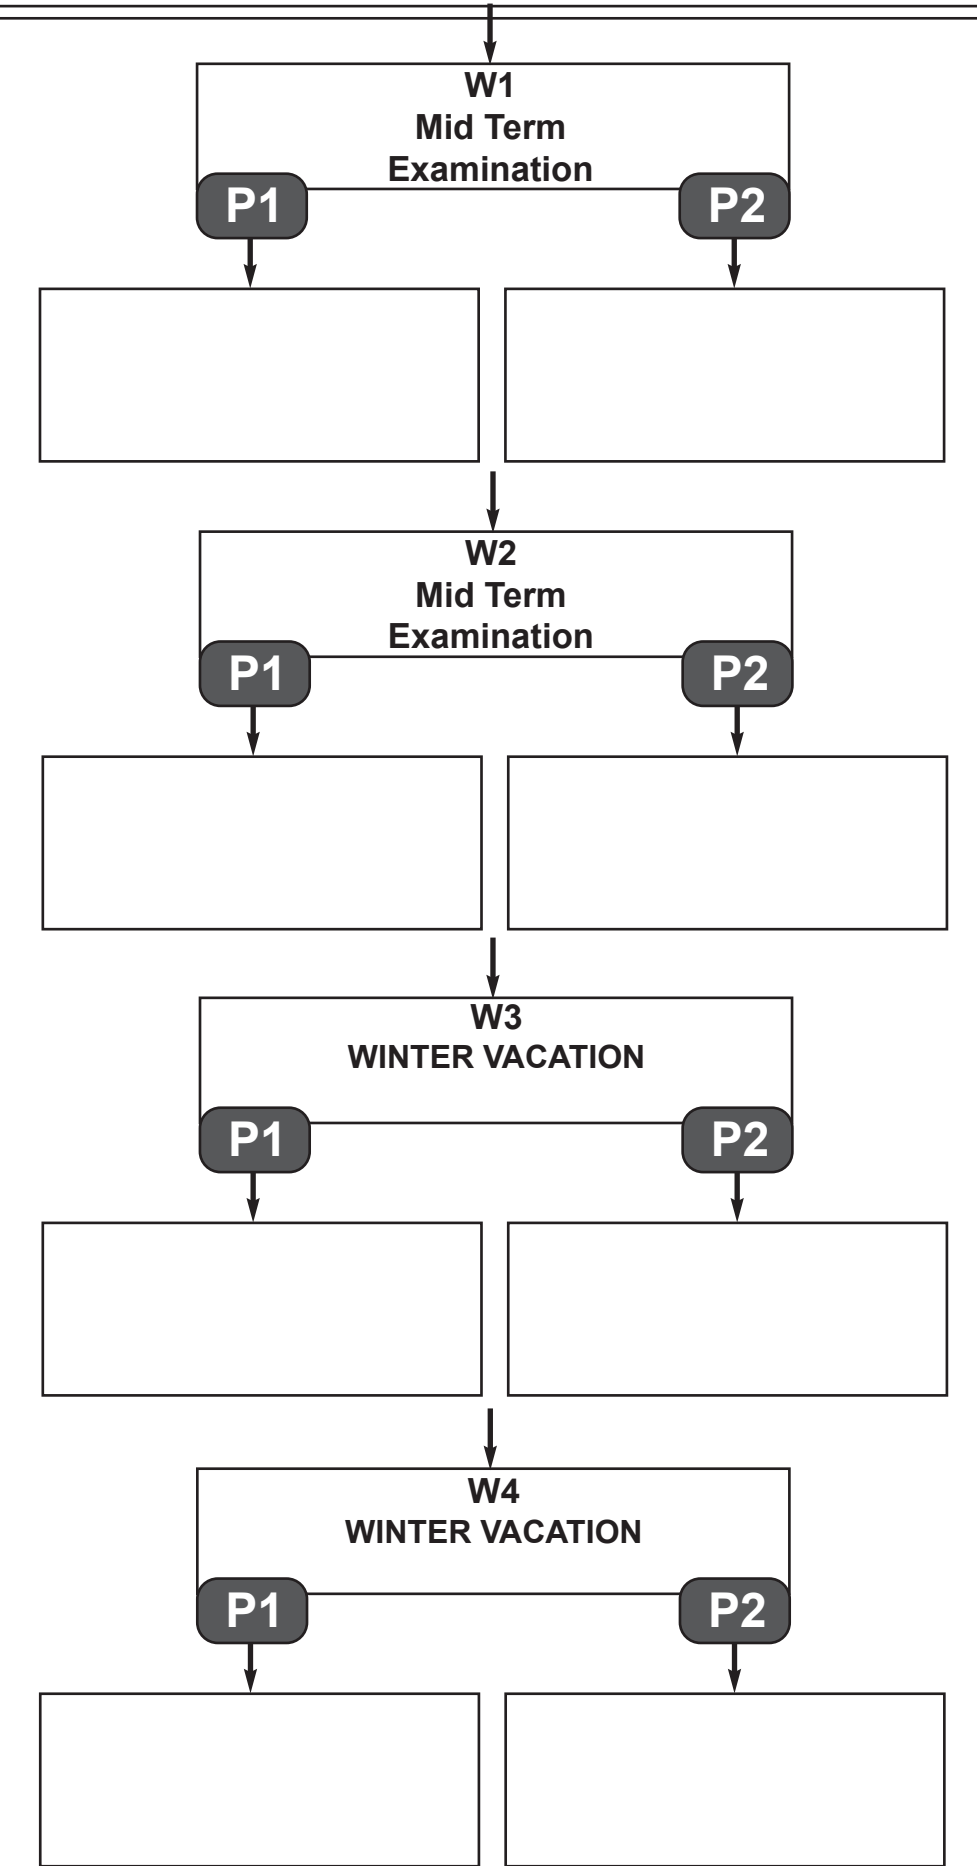 W1
Mid Term
Examination
P1 P2
W2
Mid Term
Examination
P1 P2
W3
WINTER VACATION
P1 P2
W4
WINTER VACATION
P1 P2